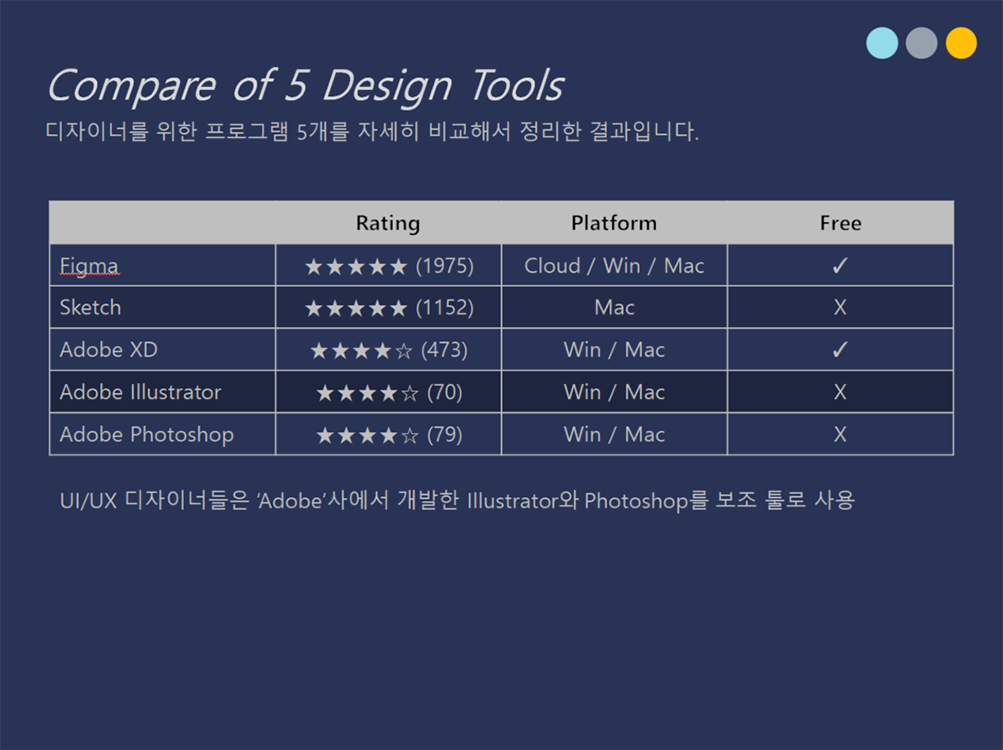 Compare of 5 Design Tools
디자이너를 위한 프로그램 5개를 자세히 비교해서 정리한 결과입니다.
Rating Platform Free
Figma ★★★★★ (1975) Cloud / Win / Mac ✓
Sketch ★★★★★ (1152) Mac X
Adobe XD ★★★★☆ (473) Win / Mac ✓
Adobe Illustrator ★★★★☆ (70) Win / Mac X
Adobe Photoshop ★★★★☆ (79) Win / Mac X
UI/UX 디자이너들은 ‘Adobe’사에서 개발한 Illustrator와 Photoshop를 보조 툴로 사용